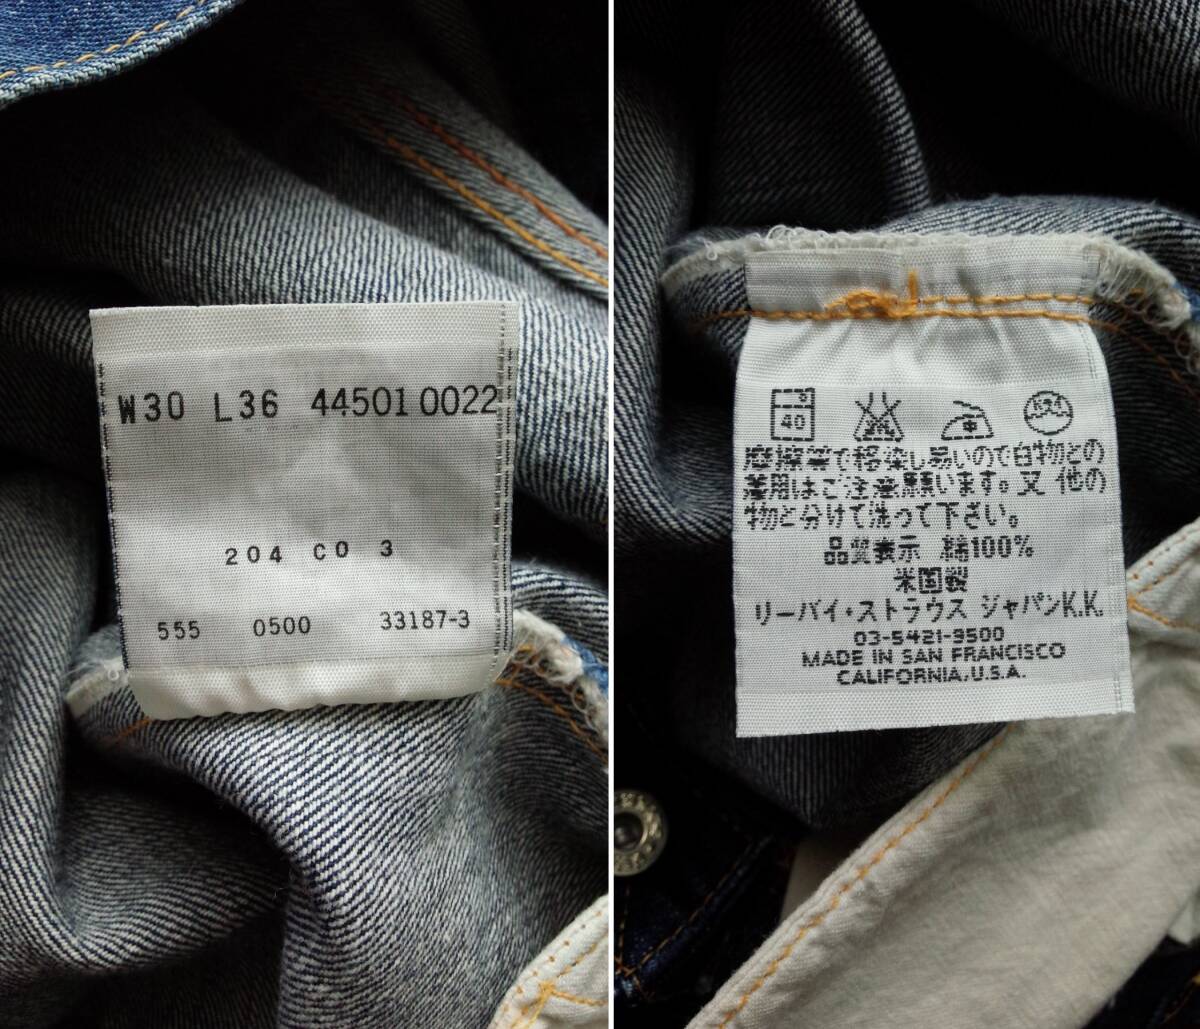 W30 L36 44501 0022
204 CO 3
555 0500 33187-3
40
中
摩擦等で移染し易いので白物との
着用はご注意願います。又 他の
物と分けて洗って下さい。
品質表示 綿100%
米国製
リーバイ・ストラウス ジャパンK.K.
03-5421-9500
MADE IN SAN FRANCISCO
CALIFORNIA,U.S.A.